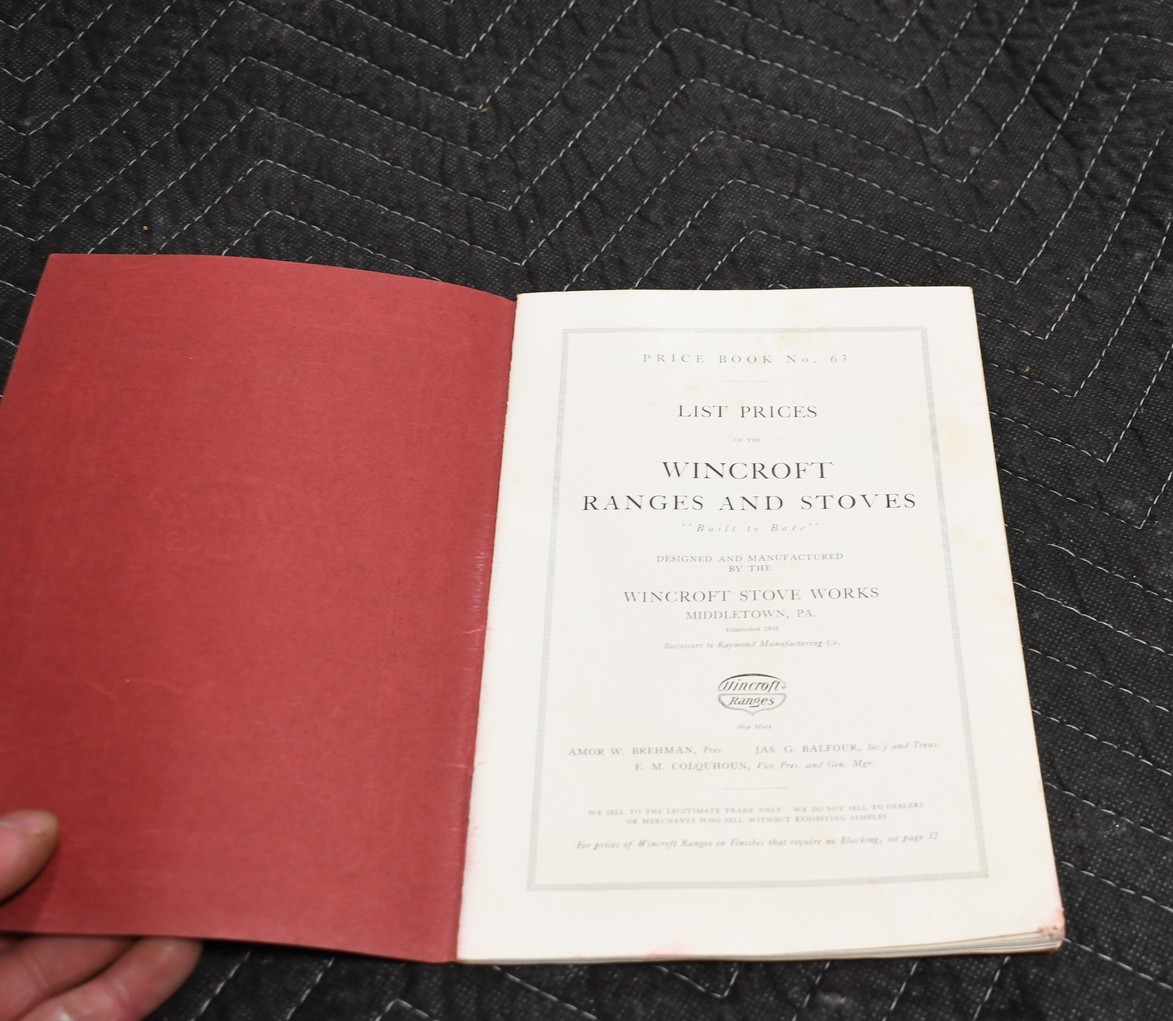 PRICE BOOK No. 63
LIST PRICES
OF THE
WINCROFT
RANGES AND STOVES
"Built to Bake"
DESIGNED AND MANUFACTURED
BY THE
WINCROFT STOVE WORKS
MIDDLETOWN, PA.
Established
Successors to Raymond Manufacturing Co.
Wincroft
Ranges
AMOR W. BREHMAN, Pres. JAS. G. BALFOUR, Sec'y and Treas.
E. M. COLQUHOUN, Vice Pres. and Gen. Mgr.
WE SELL TO THE LEGITIMATE TRADE ONLY. WE DO NOT SELL TO DEALERS
OR MERCHANTS WHO SELL WITHOUT EXHIBITING SAMPLES
For prices of Wincroft Ranges in Finishes that require no Blacking, see page 32